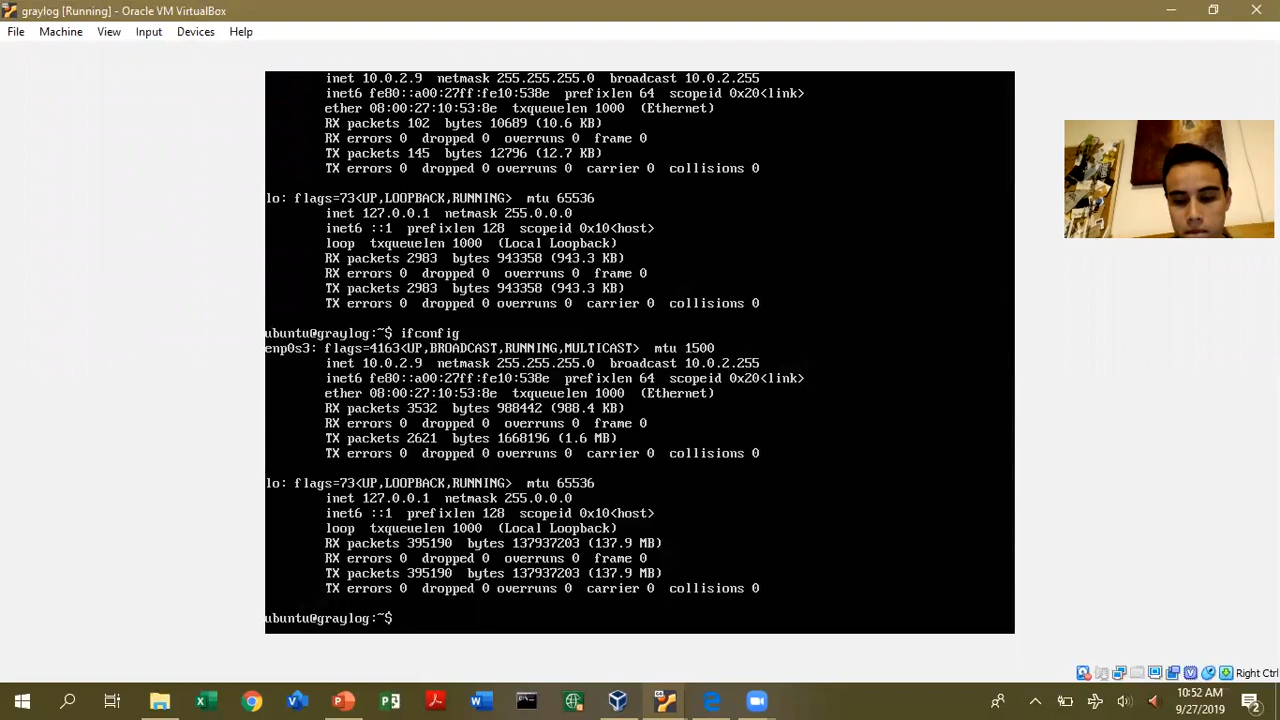 graylog [Running] - Oracle VM VirtualBox
File Machine View Input Devices Help
inet 10.0.2.9 netmask 255.255.255.0 broadcast 10.0.2.255
inet6 fe80::a00:27ff:fe10:538e prefixlen 64 scopeid 0x20<link>
ether 08:00:27:10:53:8e txqueuelen 1000 (Ethernet)
RX packets 102 bytes 10689 (10.6 KB)
RX errors 0 dropped 0 overruns 0 frame 0
TX packets 145 bytes 12796 (12.7 KB)
TX errors 0 dropped 0 overruns 0 carrier 0 collisions 0
lo: flags=73<UP,LOOPBACK,RUNNING> mtu 65536
inet 127.0.0.1 netmask 255.0.0.0
inet6 ::1 prefixlen 128 scopeid 0x10<host>
loop txqueuelen 1000 (Local Loopback)
RX packets 2983 bytes 943358 (943.3 KB)
RX errors 0 dropped 0 overruns 0 frame 0
TX packets 2983 bytes 943358 (943.3 KB)
TX errors 0 dropped 0 overruns 0 carrier 0 collisions 0
ubuntu@graylog:~$ ifconfig
enp0s3: flags=4163<UP,BROADCAST,RUNNING,MULTICAST> mtu 1500
inet 10.0.2.9 netmask 255.255.255.0 broadcast 10.0.2.255
inet6 fe80::a00:27ff:fe10:538e prefixlen 64 scopeid 0x20<link>
ether 08:00:27:10:53:8e txqueuelen 1000 (Ethernet)
RX packets 3532 bytes 988442 (988.4 KB)
RX errors 0 dropped 0 overruns 0 frame 0
TX packets 2621 bytes 1668196 (1.6 MB)
TX errors 0 dropped 0 overruns 0 carrier 0 collisions 0
lo: flags=73<UP,LOOPBACK,RUNNING> mtu 65536
inet 127.0.0.1 netmask 255.0.0.0
inet6 ::1 prefixlen 128 scopeid 0x10<host>
loop txqueuelen 1000 (Local Loopback)
RX packets 395190 bytes 137937203 (137.9 MB)
RX errors 0 dropped 0 overruns 0 frame 0
TX packets 395190 bytes 137937203 (137.9 MB)
TX errors 0 dropped 0 overruns 0 carrier 0 collisions 0
ubuntu@graylog:~$
Right Ctrl
10:52 AM
9/27/2019